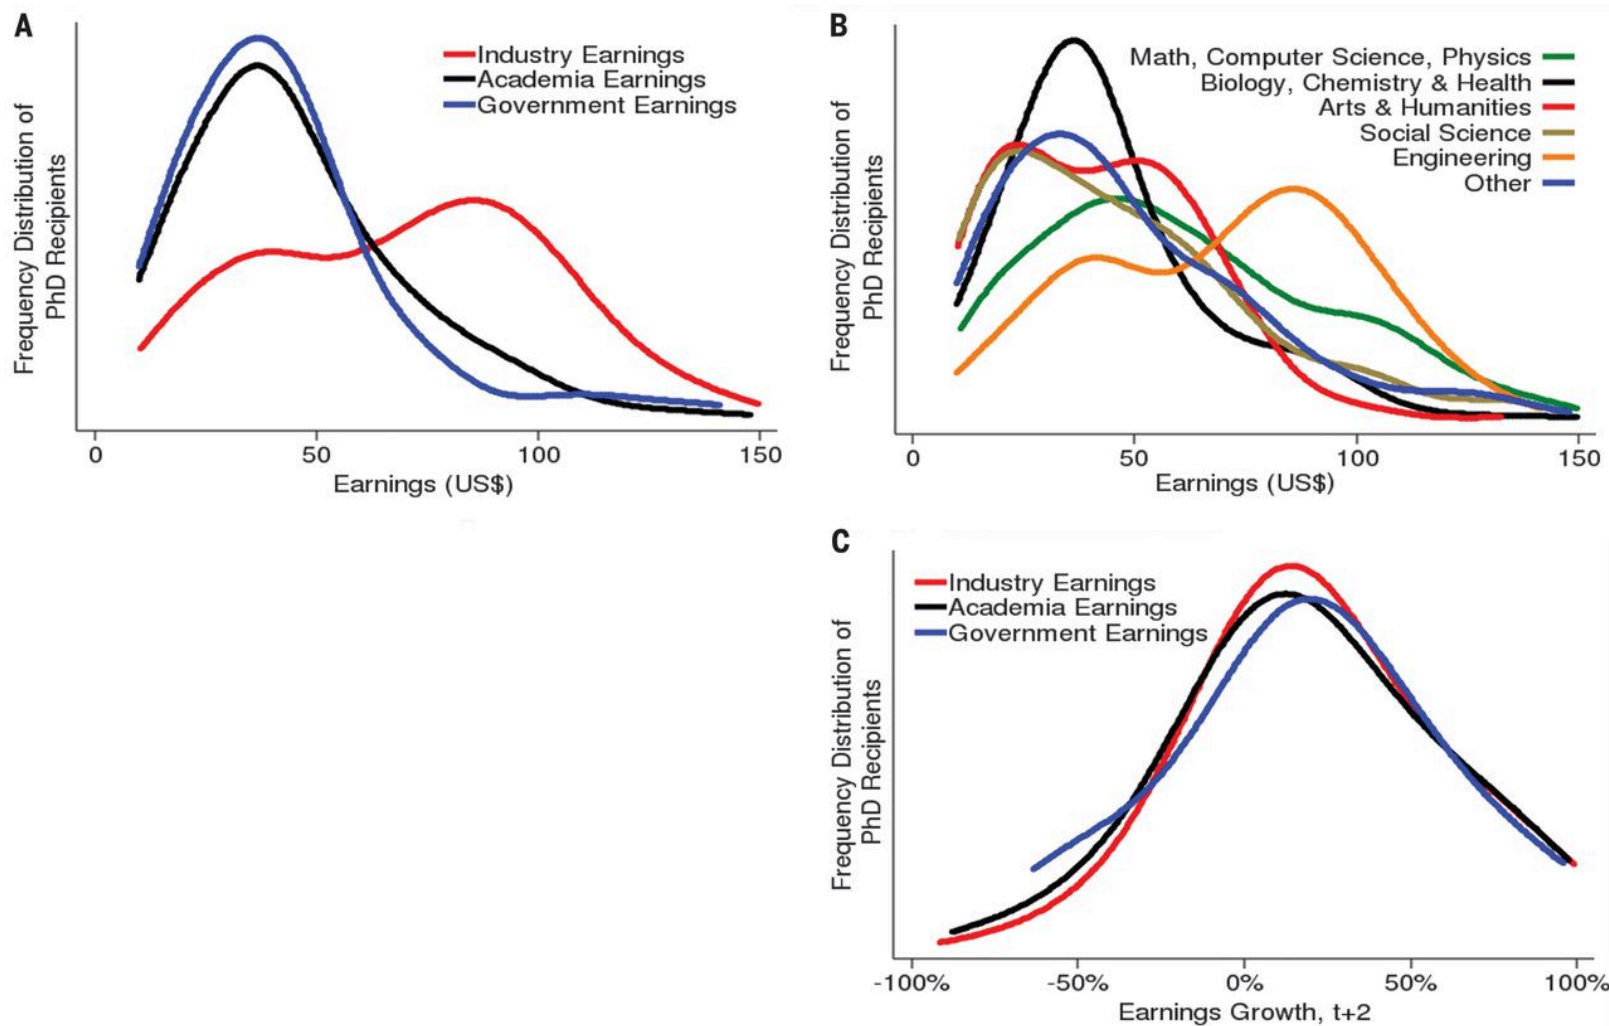 A
Industry Earnings
Academia Earnings
Government Earnings
Frequency Distribution of
PhD Recipients
0 50 100 150
Earnings (US$)
B
Math, Computer Science, Physics
Biology, Chemistry & Health
Arts & Humanities
Social Science
Engineering
Other
Frequency Distribution of
PhD Recipients
0 50 100 150
Earnings (US$)
C
Industry Earnings
Academia Earnings
Government Earnings
Frequency Distribution of
PhD Recipients
-100% -50% 0% 50% 100%
Earnings Growth, t+2